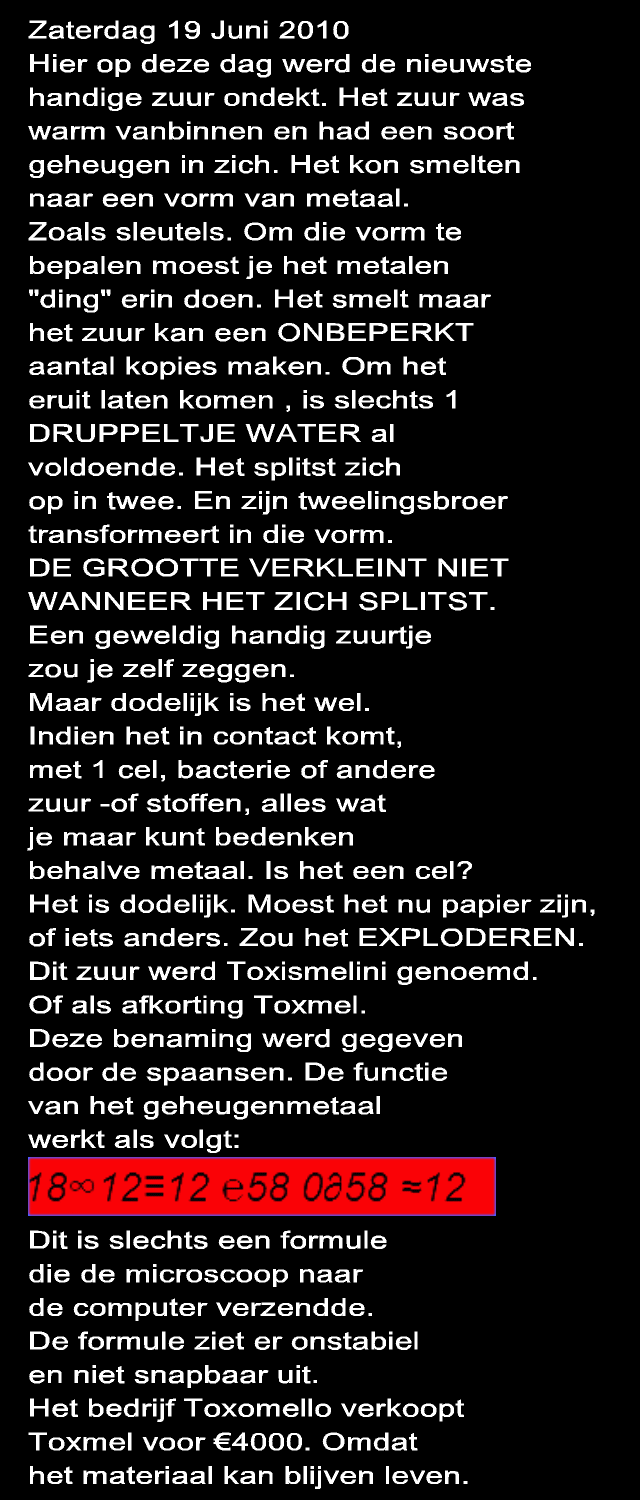 Zaterdag 19 Juni 2010
Hier op deze dag werd de nieuwste
handige zuur ondekt. Het zuur was
warm vanbinnen en had een soort
geheugen in zich. Het kon smelten
naar een vorm van metaal.
Zoals sleutels. Om die vorm te
bepalen moest je het metalen
"ding" erin doen. Het smelt maar
het zuur kan een ONBEPERKT
aantal kopies maken. Om het
eruit laten komen , is slechts 1
DRUPPELTJE WATER al
voldoende. Het splitst zich
op in twee. En zijn tweelingsbroer
transformeert in die vorm.
DE GROOTTE VERKLEINT NIET
WANNEER HET ZICH SPLITST.
Een geweldig handig zuurtje
zou je zelf zeggen.
Maar dodelijk is het wel.
Indien het in contact komt,
met 1 cel, bacterie of andere
zuur -of stoffen, alles wat
je maar kunt bedenken
behalve metaal. Is het een cel?
Het is dodelijk. Moest het nu papier zijn,
of iets anders. Zou het EXPLODEREN.
Dit zuur werd Toxismelini genoemd.
Of als afkorting Toxmel.
Deze benaming werd gegeven
door de spaansen. De functie
van het geheugenmetaal
werkt als volgt:
18∞12≡12 ℮58 0∂58 ≈12
Dit is slechts een formule
die de microscoop naar
de computer verzendde.
De formule ziet er onstabiel
en niet snapbaar uit.
Het bedrijf Toxomello verkoopt
Toxmel voor €4000. Omdat
het materiaal kan blijven leven.